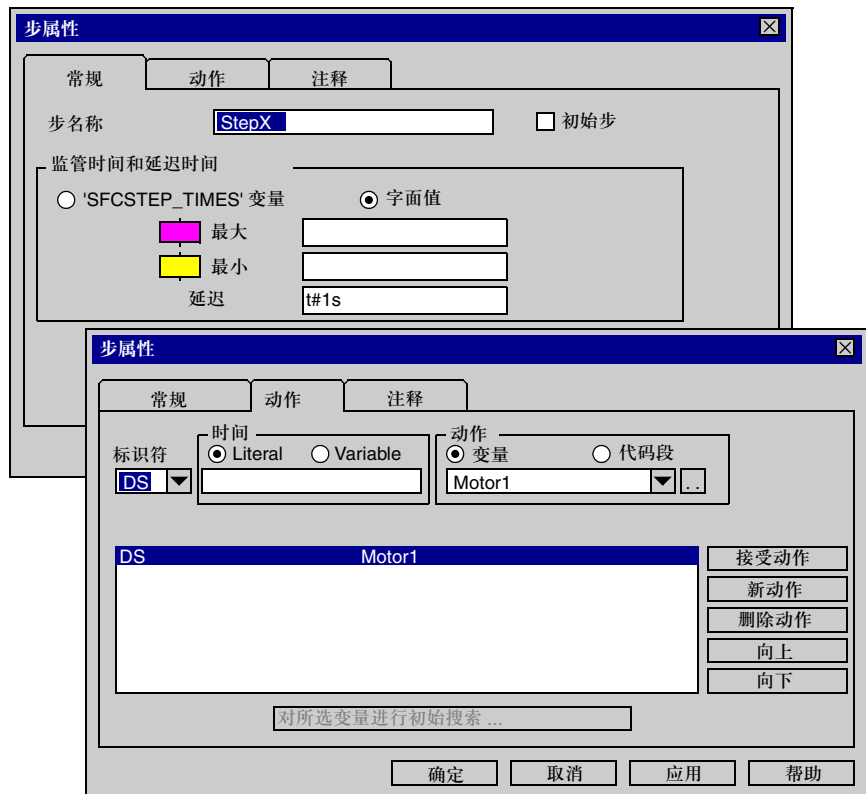 步属性
常规 动作 注释
步名称 StepX 初始步
监管时间和延迟时间
'SFCSTEP_TIMES' 变量 字面值
最大
最小
延迟 t#1s
步属性
常规 动作 注释
时间 动作
标识符 Literal Variable 变量 代码段
DS Motor1 . .
DS Motor1
接受动作
新动作
删除动作
向上
向下
对所选变量进行初始搜索 ...
确定 取消 应用 帮助